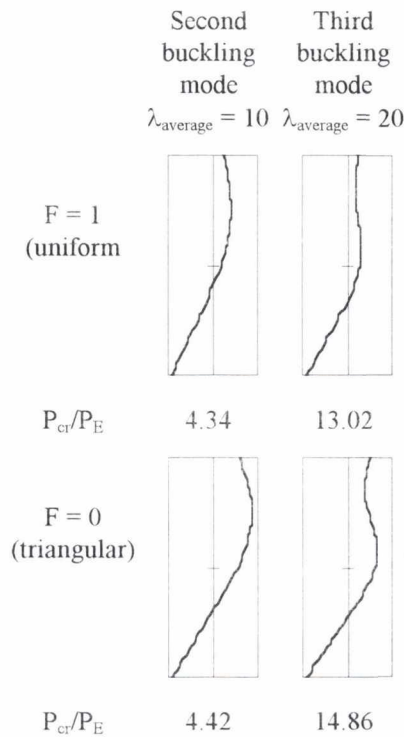 Second
buckling
mode
λaverage = 10
Third
buckling
mode
λaverage = 20
F = 1
(uniform
Pcr/PE
4.34
13.02
F = 0
(triangular)
Pcr/PE
4.42
14.86